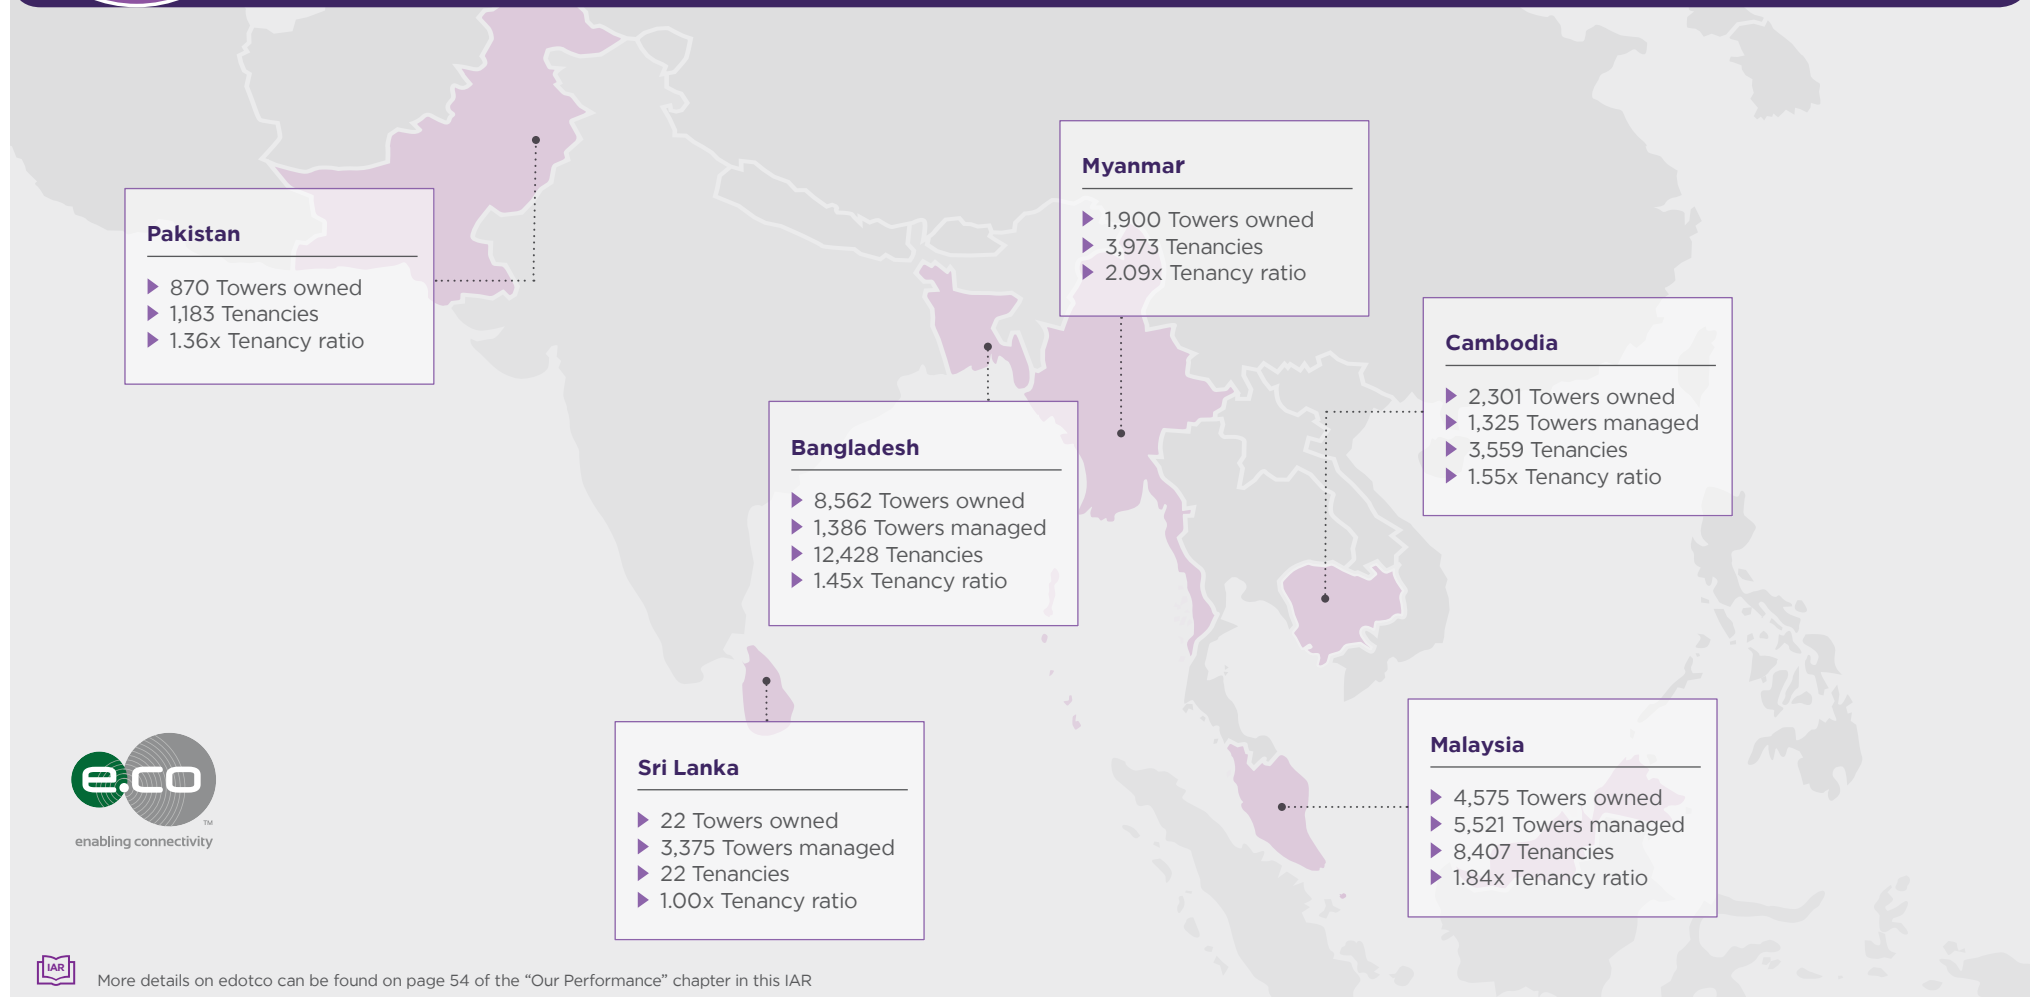 Pakistan
870 Towers owned
1,183 Tenancies
1.36x Tenancy ratio
Myanmar
1,900 Towers owned
3,973 Tenancies
2.09x Tenancy ratio
Cambodia
2,301 Towers owned
1,325 Towers managed
3,559 Tenancies
1.55x Tenancy ratio
Bangladesh
8,562 Towers owned
1,386 Towers managed
12,428 Tenancies
1.45x Tenancy ratio
Sri Lanka
22 Towers owned
3,375 Towers managed
22 Tenancies
1.00x Tenancy ratio
Malaysia
4,575 Towers owned
5,521 Towers managed
8,407 Tenancies
1.84x Tenancy ratio
e.co
TM
enabling connectivity
IAR
More details on edotco can be found on page 54 of the “Our Performance” chapter in this IAR